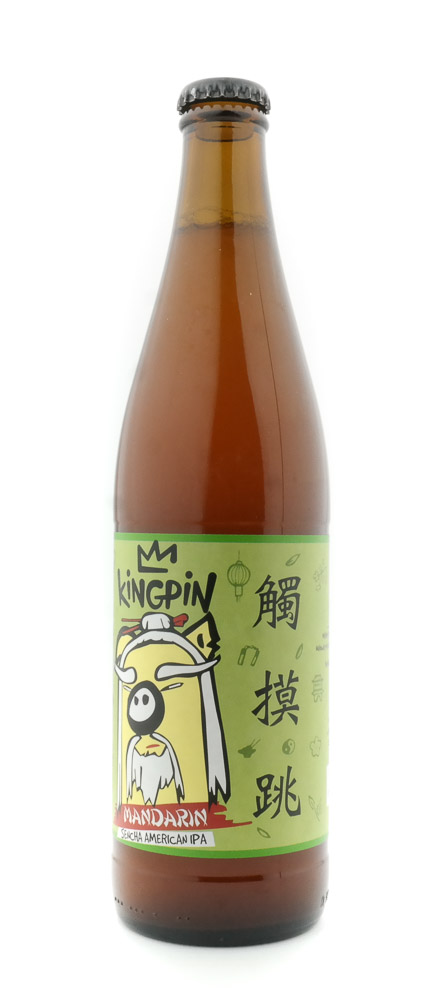 KINGPIN
MANDARIN
SENCHA AMERICAN IPA
觸
摸
跳